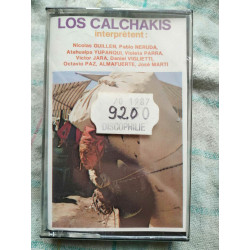 LOS CALCHAKIS
interprètent:
Nicolas GUILLEN, Pablo NERUDA,
Atahualpa YUPANQUI, Violeta PARRA,
Victor JARA, Daniel VIGLIETTI,
Octavio PAZ, ALMAFUERTE, José MARTI
1987
9200
DISCOPHILIE